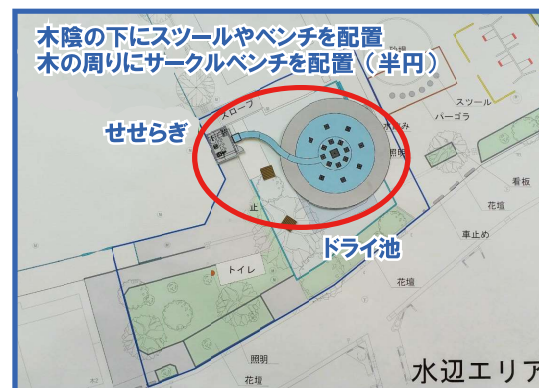 木陰の下にスツールやベンチを配置
木の周りにサークルベンチを配置（半円）
スツール
パーゴラ
スロープ
せせらぎ
照明
看板
花壇
止
車止め
ドライ池
トイレ
花壇
照明
花壇
水辺エリア